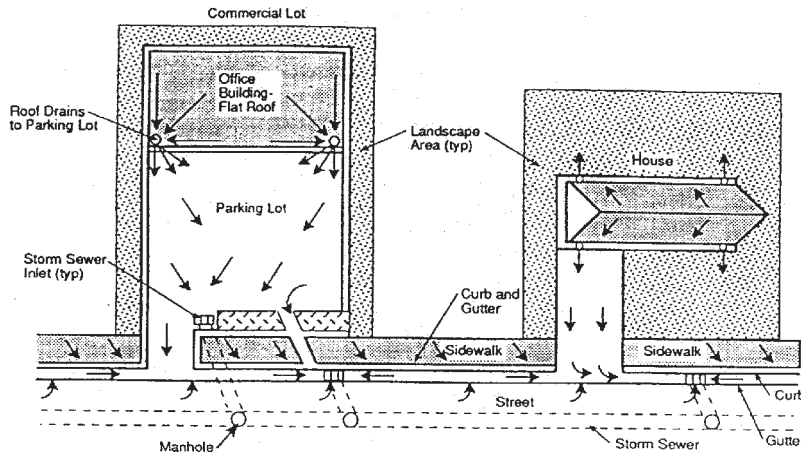 Commercial Lot
Office
Building-
Flat Roof
Roof Drains
to Parking Lot
Landscape
Area (typ)
House
Parking Lot
Storm Sewer
Inlet (typ)
Curb and
Gutter
Sidewalk
Sidewalk
Curb
Street
Gutte
Manhole
Storm Sewer